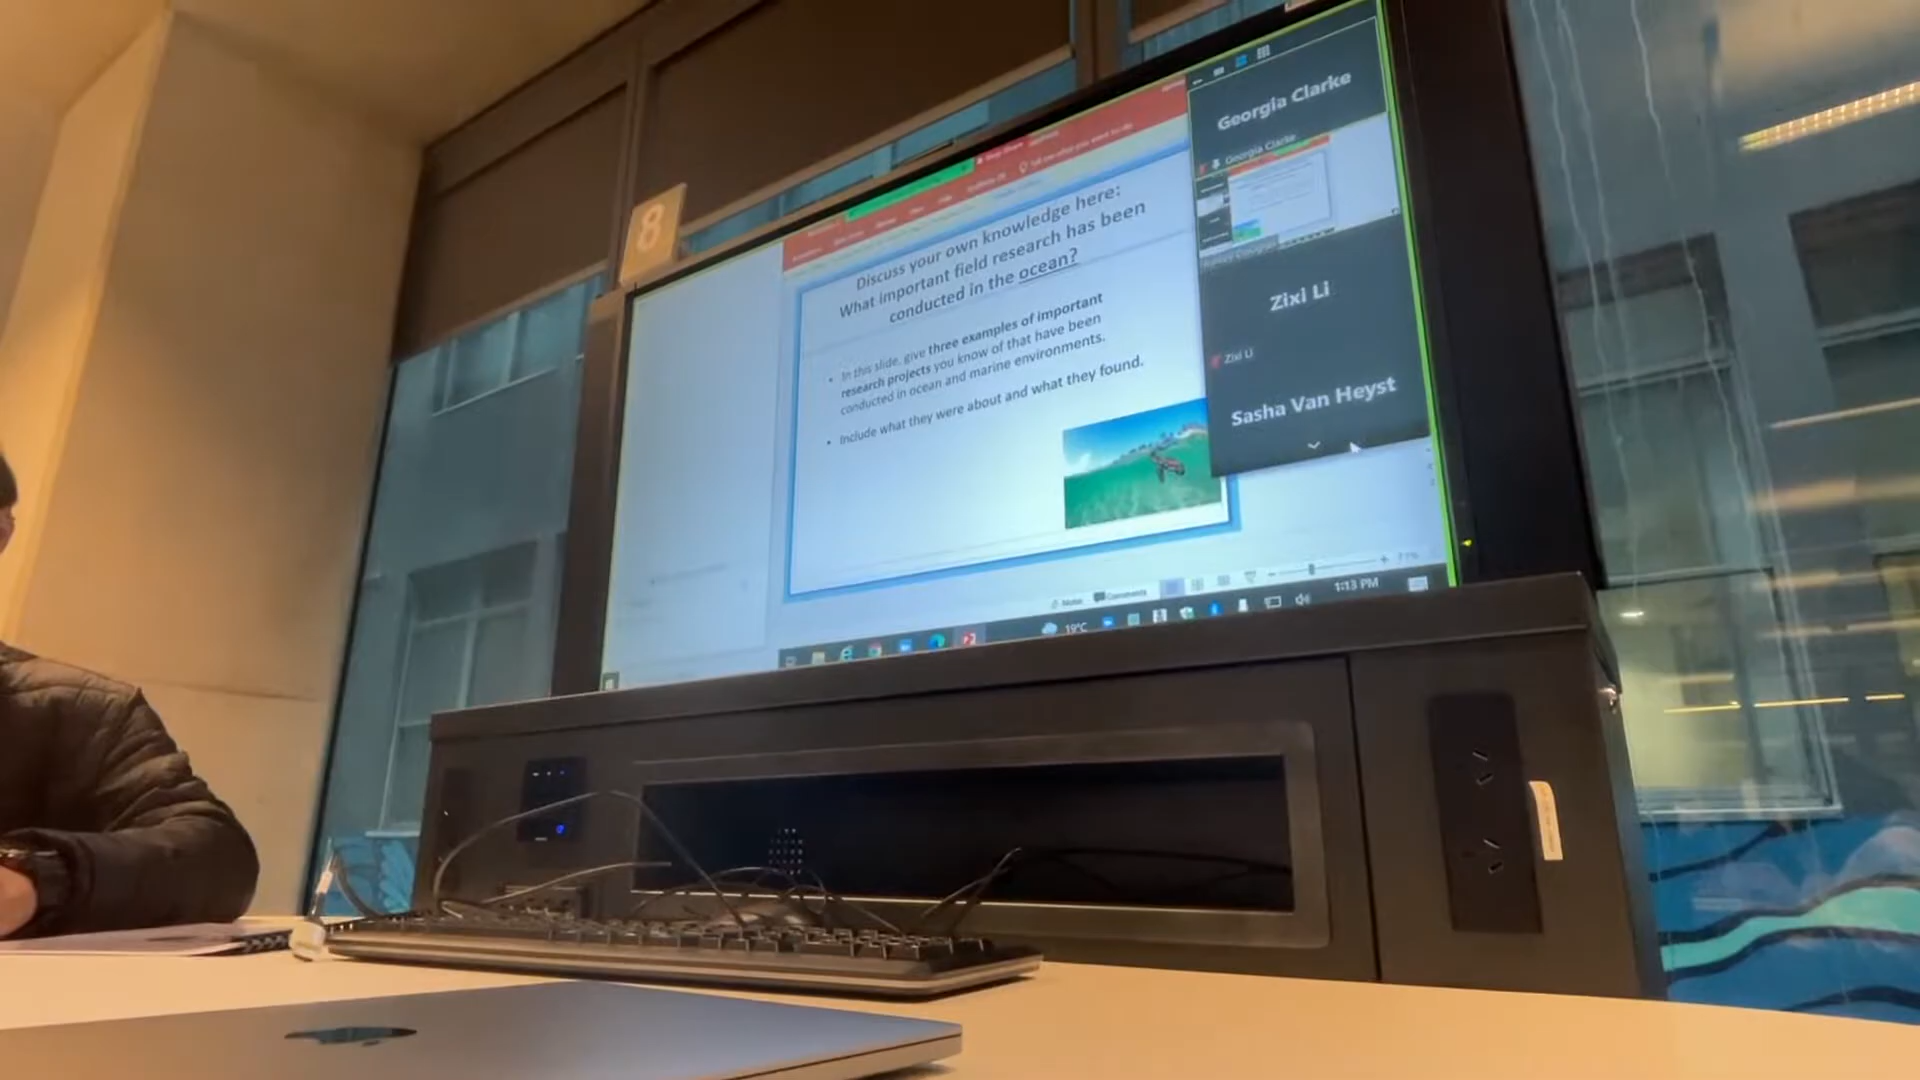 8
Discuss your own knowledge here:
What important field research has been
conducted in the ocean?
• In this slide, give three examples of important
research projects you know of that have been
conducted in ocean and marine environments.
• Include what they were about and what they found.
Georgia Clarke
Georgia Clarke
Zixi Li
Zixi Li
Sasha Van Heyst
Notes
Comments
19°C
1:13 PM